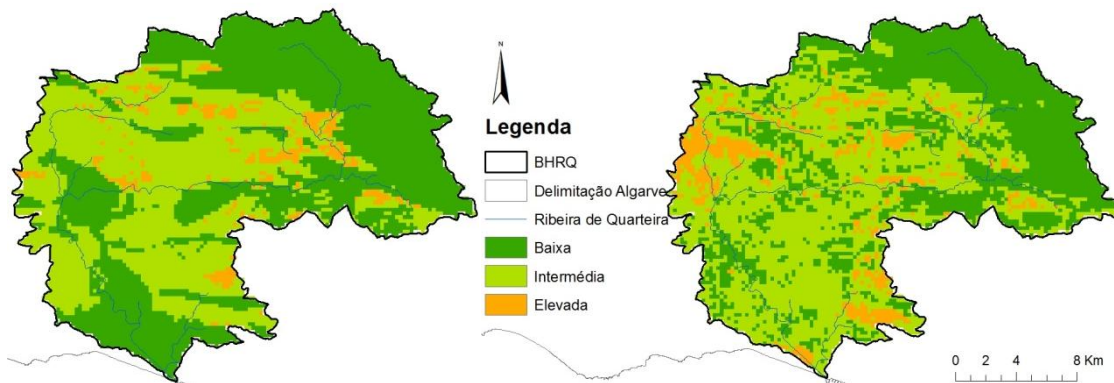 N
Legenda
BHRQ
Delimitação Algarve
Ribeira de Quarteira
Baixa
Intermédia
Elevada
0 2 4 8 Km